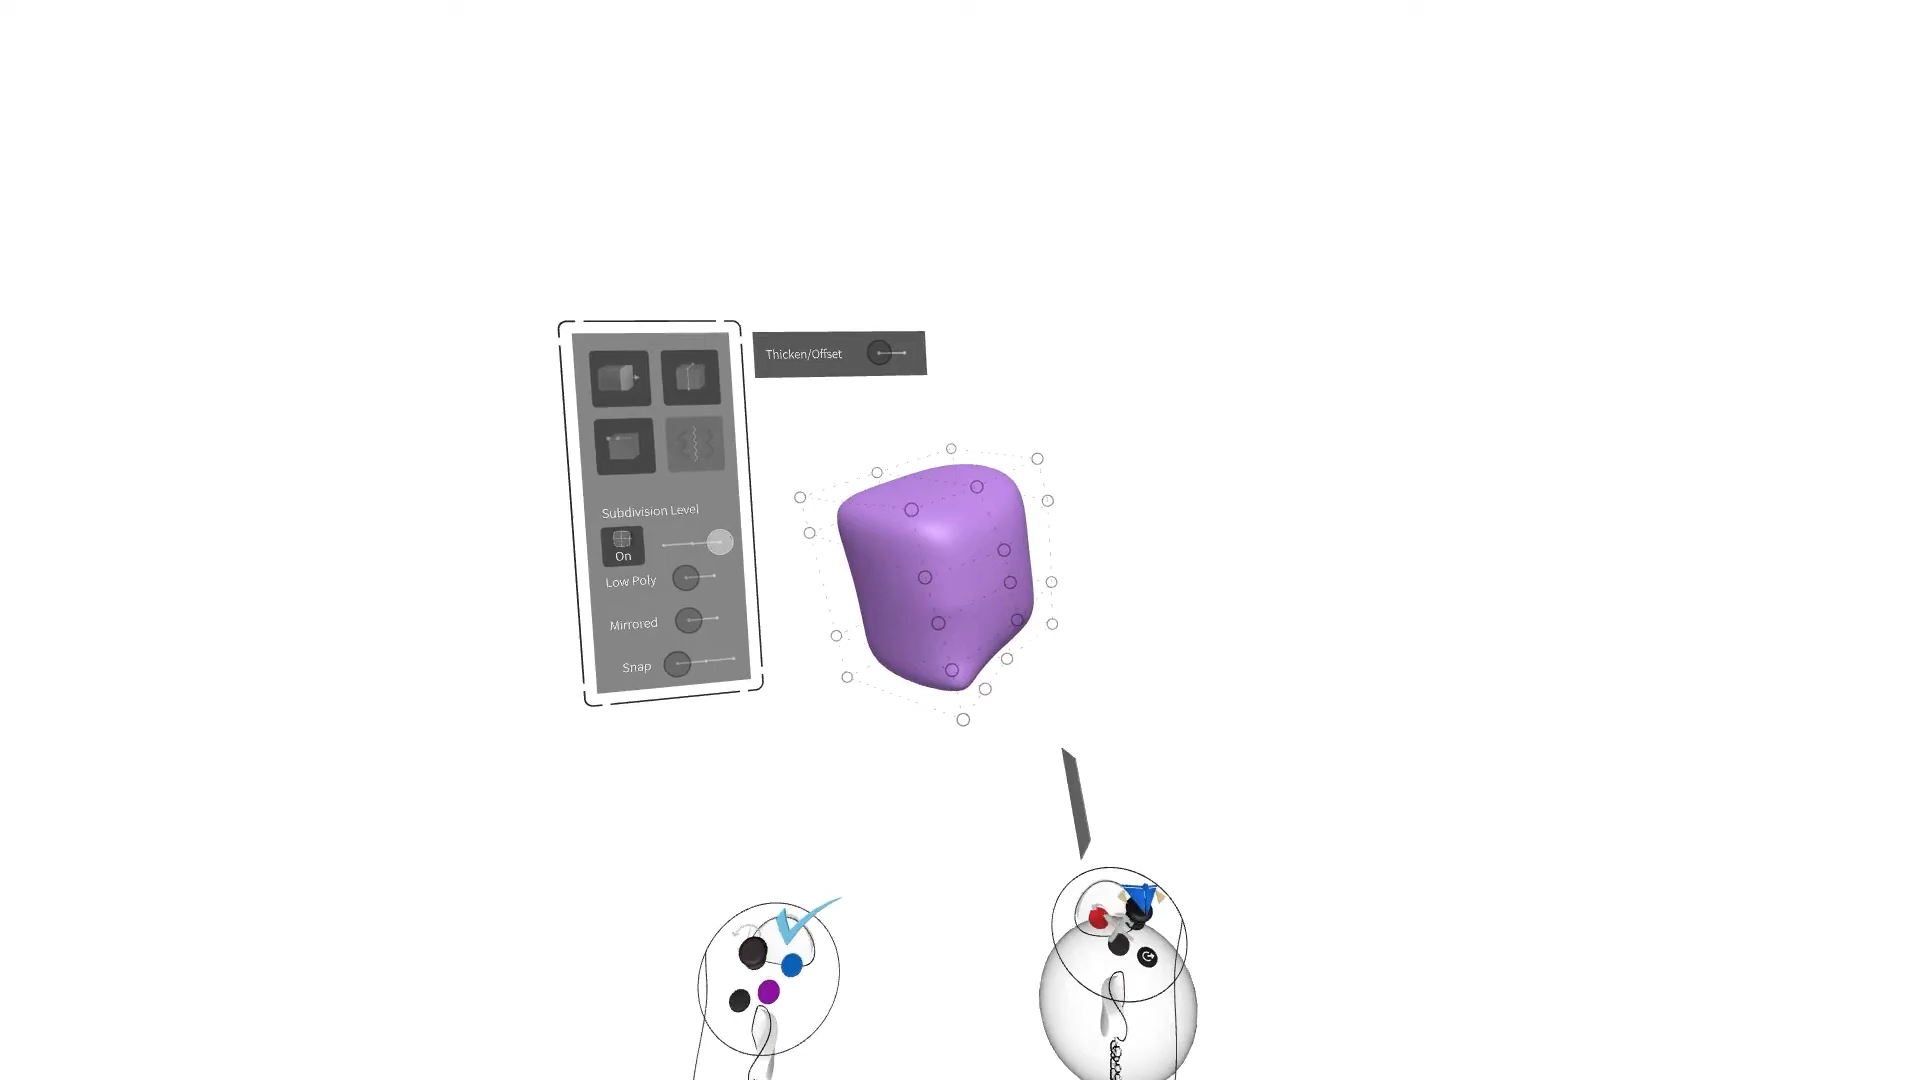 Thicken/Offset
Subdivision Level
On
Low Poly
Mirrored
Snap